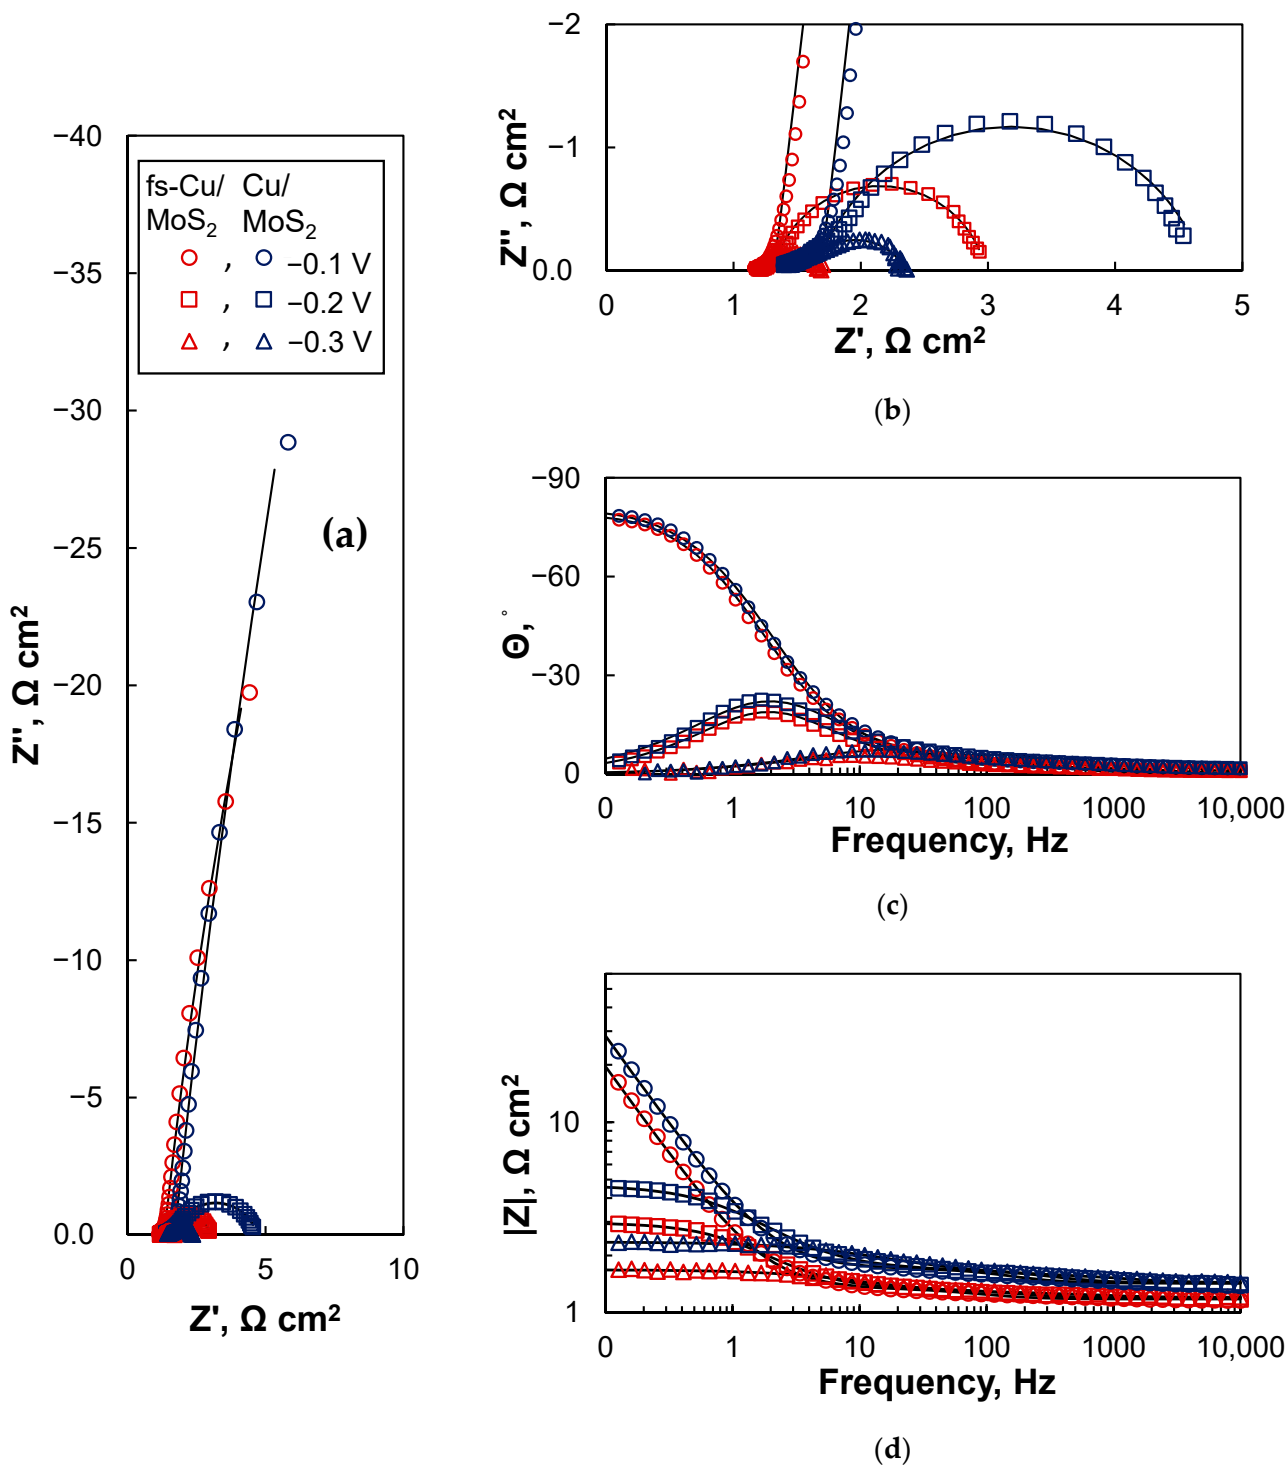 −40
−35
−30
−25
−20
−15
−10
−5
0.0
0
5
10
Z', Ω cm²
Z'', Ω cm²
fs-Cu/ Cu/
MoS₂ MoS₂
, −0.1 V
, −0.2 V
, −0.3 V
(a)
−2
−1
0.0
0
1
2
3
4
5
Z'', Ω cm²
Z', Ω cm²
(b)
−90
−60
−30
0
0
1
10
100
1000
10,000
Θ, °
Frequency, Hz
(c)
10
1
0
1
10
100
1000
10,000
|Z|, Ω cm²
Frequency, Hz
(d)